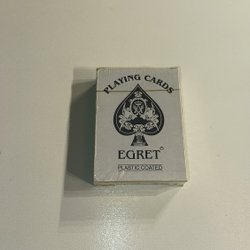 PLAYING CARDS
EGRET
PLASTIC COATED